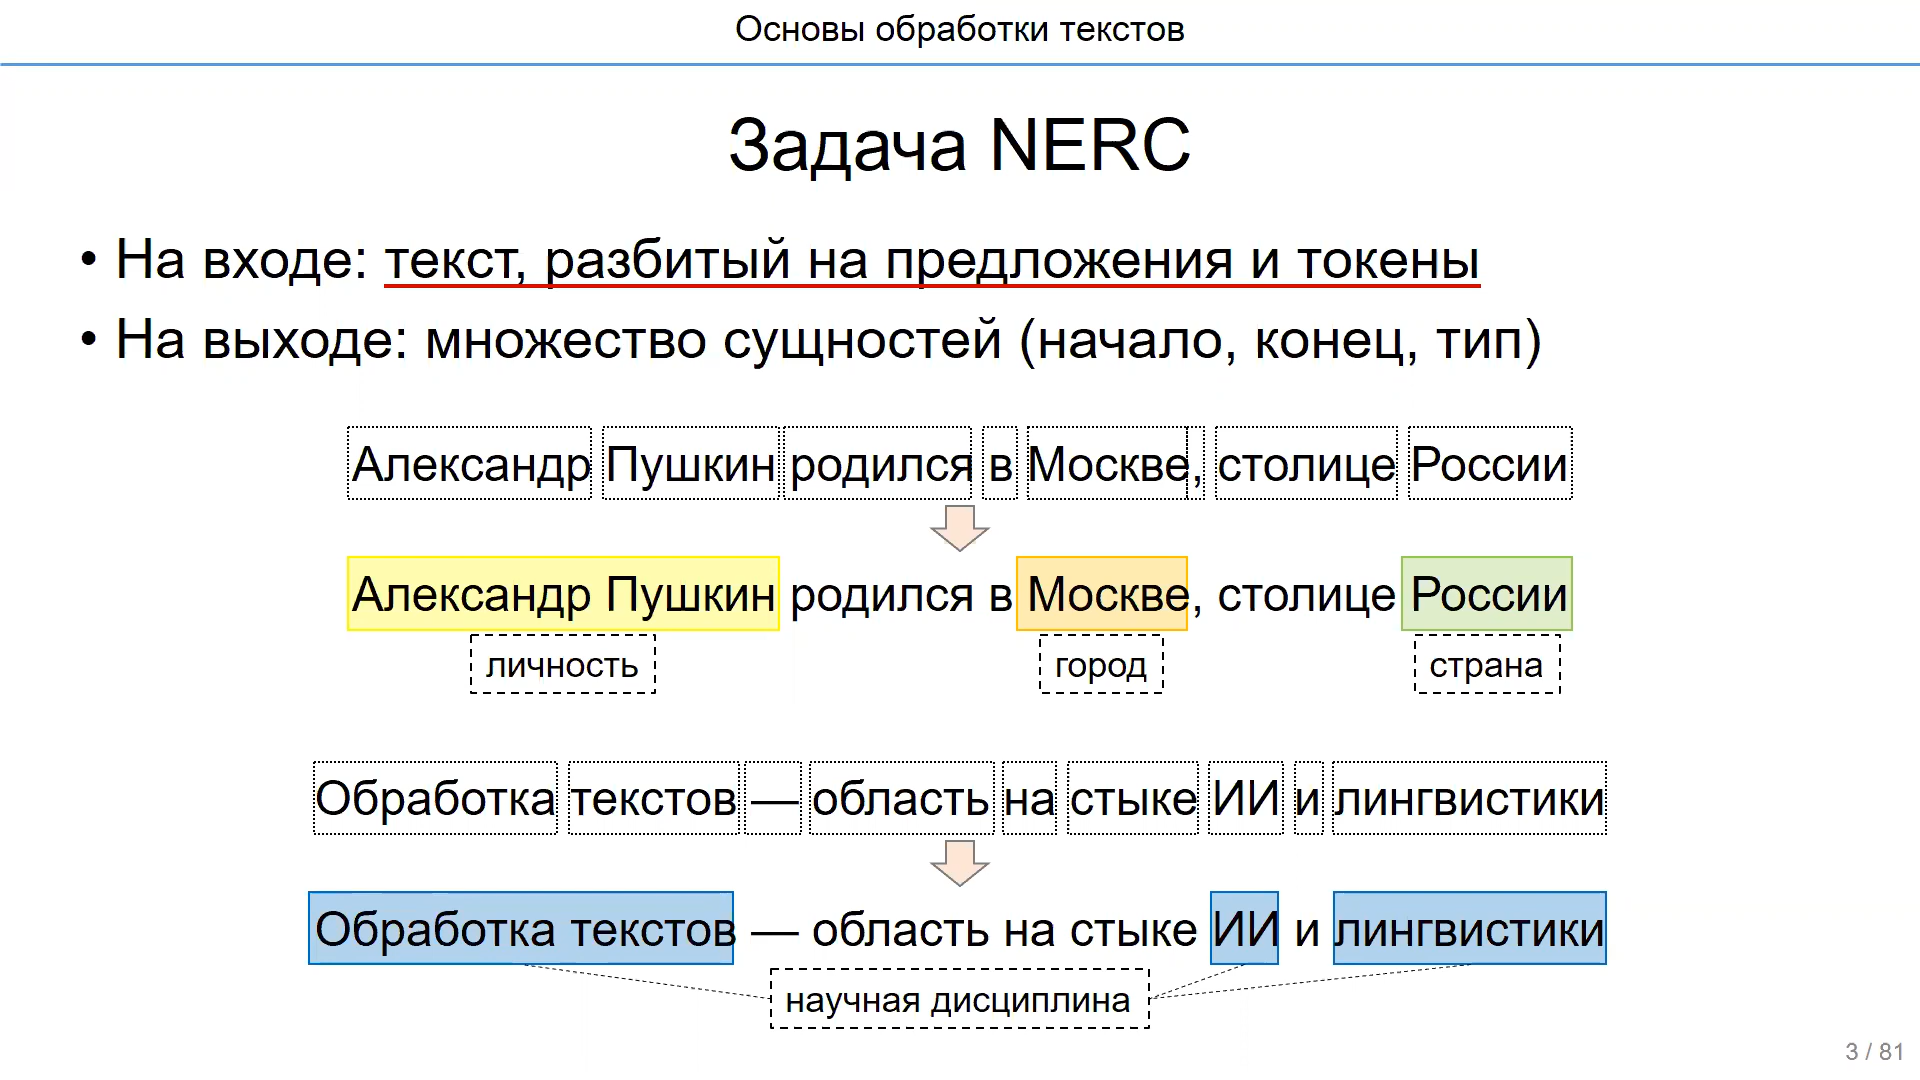 Основы обработки текстов
Задача NERC
• На входе: текст, разбитый на предложения и токены
• На выходе: множество сущностей (начало, конец, тип)
Александр Пушкин родился в Москве, столице России
Александр Пушкин родился в Москве, столице России
личность город страна
Обработка текстов — область на стыке ИИ и лингвистики
Обработка текстов — область на стыке ИИ и лингвистики
научная дисциплина
3 / 81